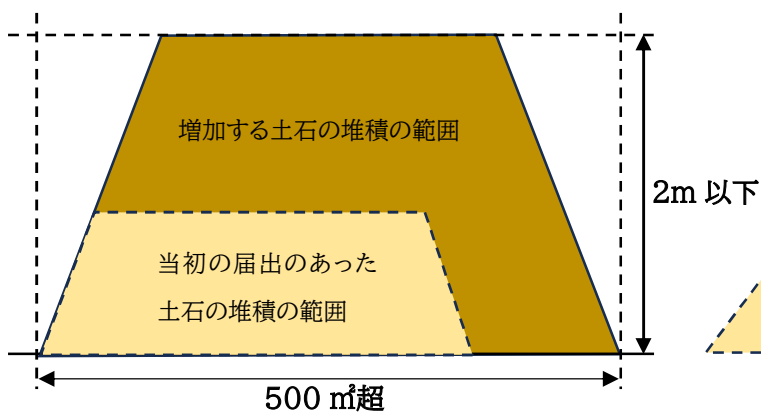 増加する土石の堆積の範囲
2m 以下
当初の届出のあった
土石の堆積の範囲
500 ㎡超